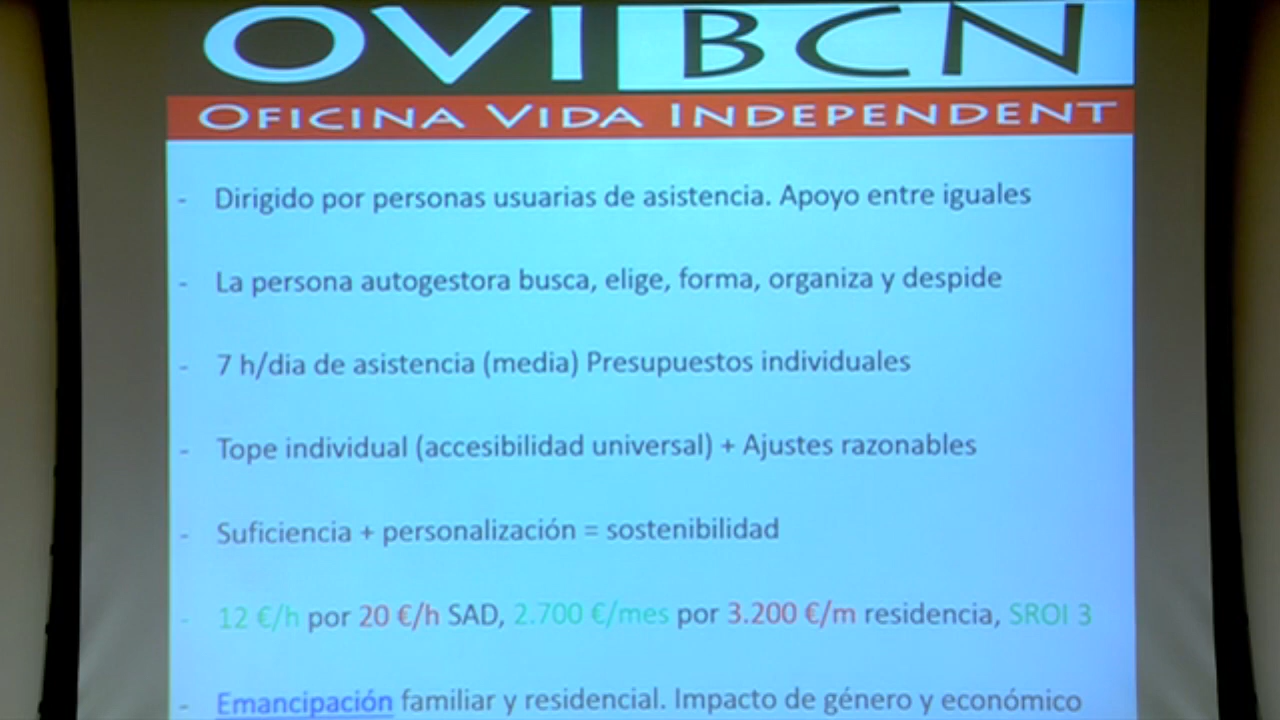 OVI BCN
OFICINA VIDA INDEPENDENT
- Dirigido por personas usuarias de asistencia. Apoyo entre iguales
- La persona autogestora busca, elige, forma, organiza y despide
- 7 h/dia de asistencia (media) Presupuestos individuales
- Tope individual (accesibilidad universal) + Ajustes razonables
- Suficiencia + personalización = sostenibilidad
- 12 €/h por 20 €/h SAD, 2.700 €/mes por 3.200 €/m residencia, SROI 3
- Emancipación familiar y residencial. Impacto de género y económico